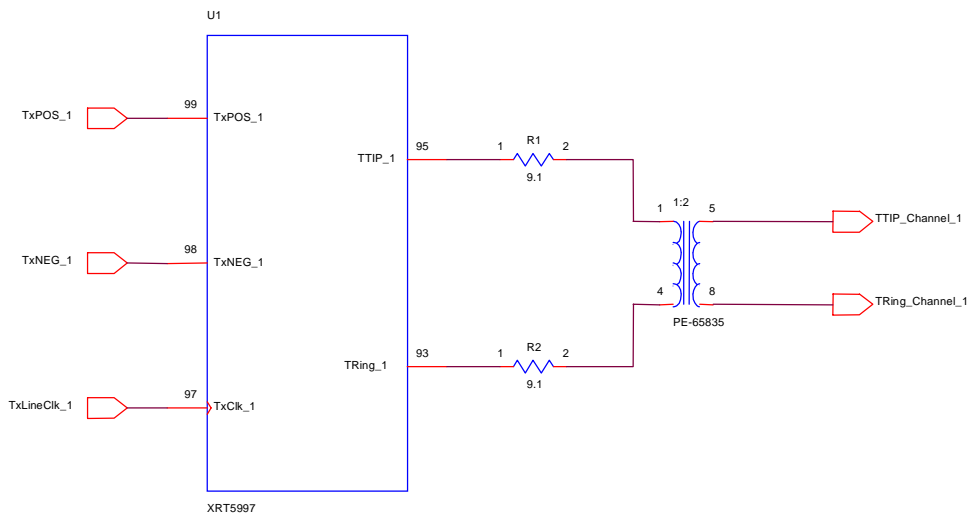 U1
TxPOS_1
99
TxPOS_1
TTIP_1
95
1
R1
2
9.1
1
1:2
5
TTIP_Channel_1
TxNEG_1
98
TxNEG_1
4
8
TRing_Channel_1
PE-65835
TRing_1
93
1
R2
2
9.1
TxLineClk_1
97
TxClk_1
XRT5997